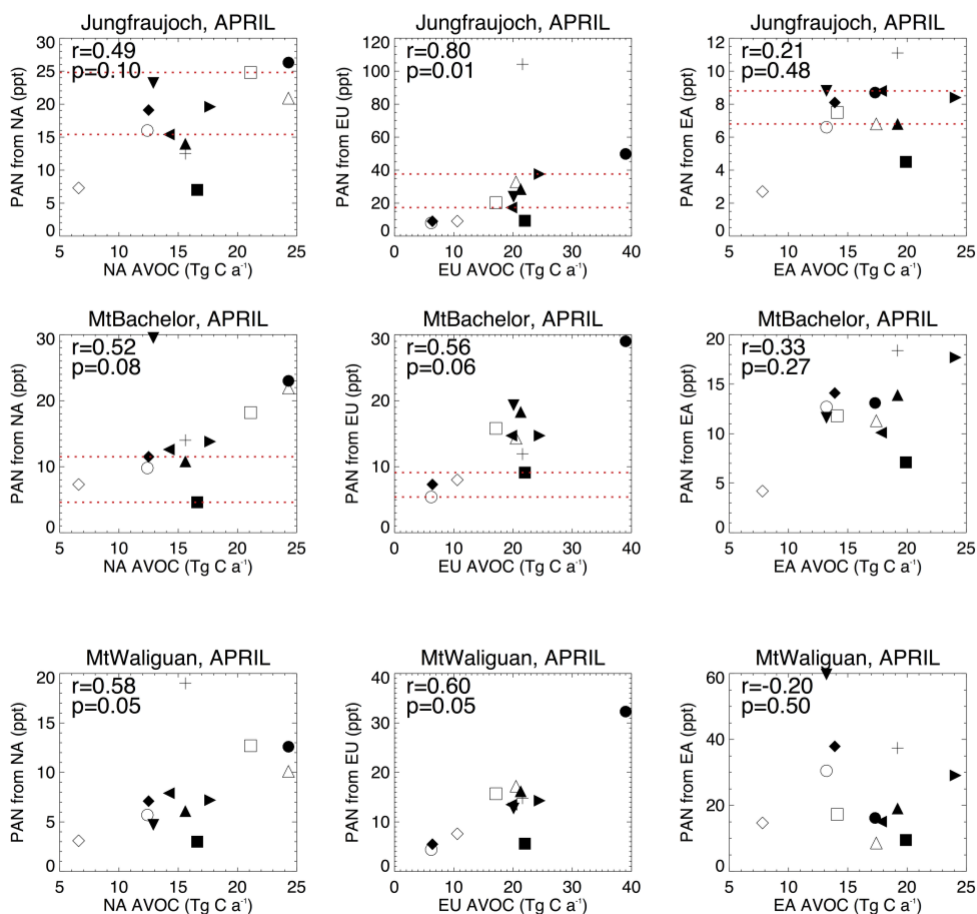 Jungfraujoch, APRIL
r=0.49
p=0.10
PAN from NA (ppt)
30
25
20
15
10
5
0
5 10 15 20 25
NA AVOC (Tg C a⁻¹)
Jungfraujoch, APRIL
r=0.80
p=0.01
PAN from EU (ppt)
120
100
80
60
40
20
0
0 10 20 30 40
EU AVOC (Tg C a⁻¹)
Jungfraujoch, APRIL
r=0.21
p=0.48
PAN from EA (ppt)
12
10
8
6
4
2
0
5 10 15 20 25
EA AVOC (Tg C a⁻¹)
MtBachelor, APRIL
r=0.52
p=0.08
PAN from NA (ppt)
30
20
10
0
5 10 15 20 25
NA AVOC (Tg C a⁻¹)
MtBachelor, APRIL
r=0.56
p=0.06
PAN from EU (ppt)
30
20
10
0
0 10 20 30 40
EU AVOC (Tg C a⁻¹)
MtBachelor, APRIL
r=0.33
p=0.27
PAN from EA (ppt)
20
15
10
5
0
5 10 15 20 25
EA AVOC (Tg C a⁻¹)
MtWaliguan, APRIL
r=0.58
p=0.05
PAN from NA (ppt)
20
15
10
5
0
5 10 15 20 25
NA AVOC (Tg C a⁻¹)
MtWaliguan, APRIL
r=0.60
p=0.05
PAN from EU (ppt)
40
30
20
10
0
0 10 20 30 40
EU AVOC (Tg C a⁻¹)
MtWaliguan, APRIL
r=-0.20
p=0.50
PAN from EA (ppt)
60
40
20
0
5 10 15 20 25
EA AVOC (Tg C a⁻¹)